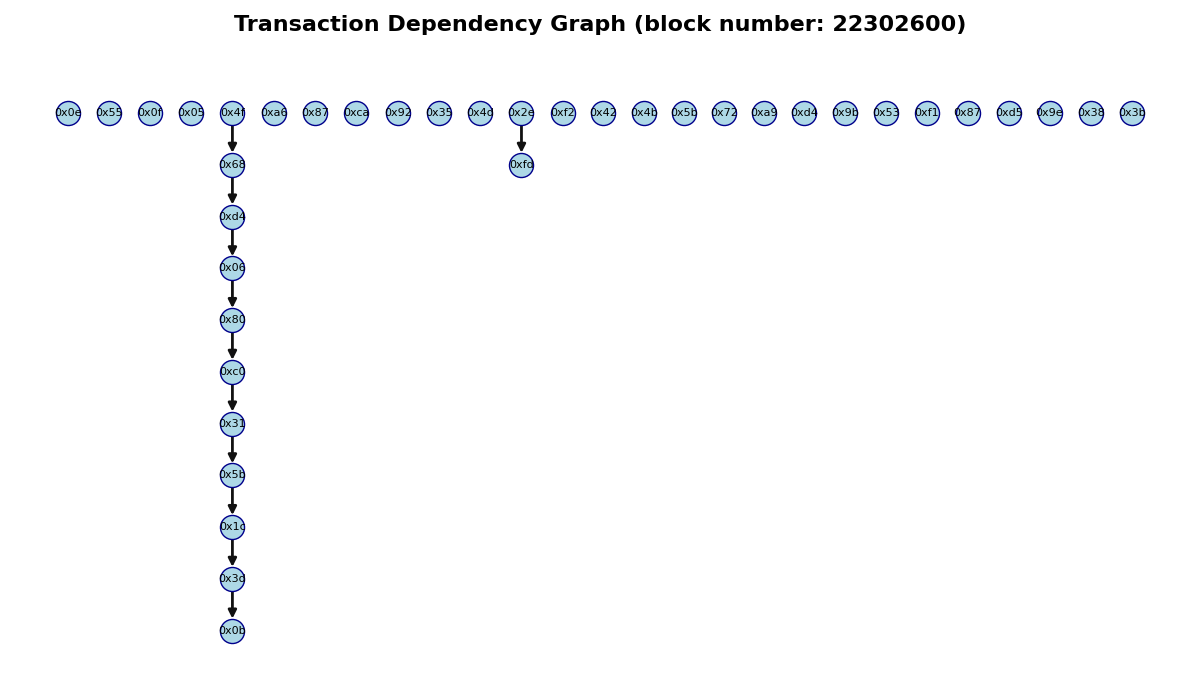 Transaction Dependency Graph (block number: 22302600)
0x0e 0x55 0x0f 0x05 0x4f 0xa6 0x87 0xca 0x92 0x35 0x4d 0x2e 0xf2 0x42 0x4b 0x5b 0x72 0xa9 0xd4 0x9b 0x53 0xf1 0x87 0xd5 0x9e 0x38 0x3b
0x68 0xfd
0xd4
0x06
0x80
0xc0
0x31
0x5b
0x1c
0x3d
0x0b